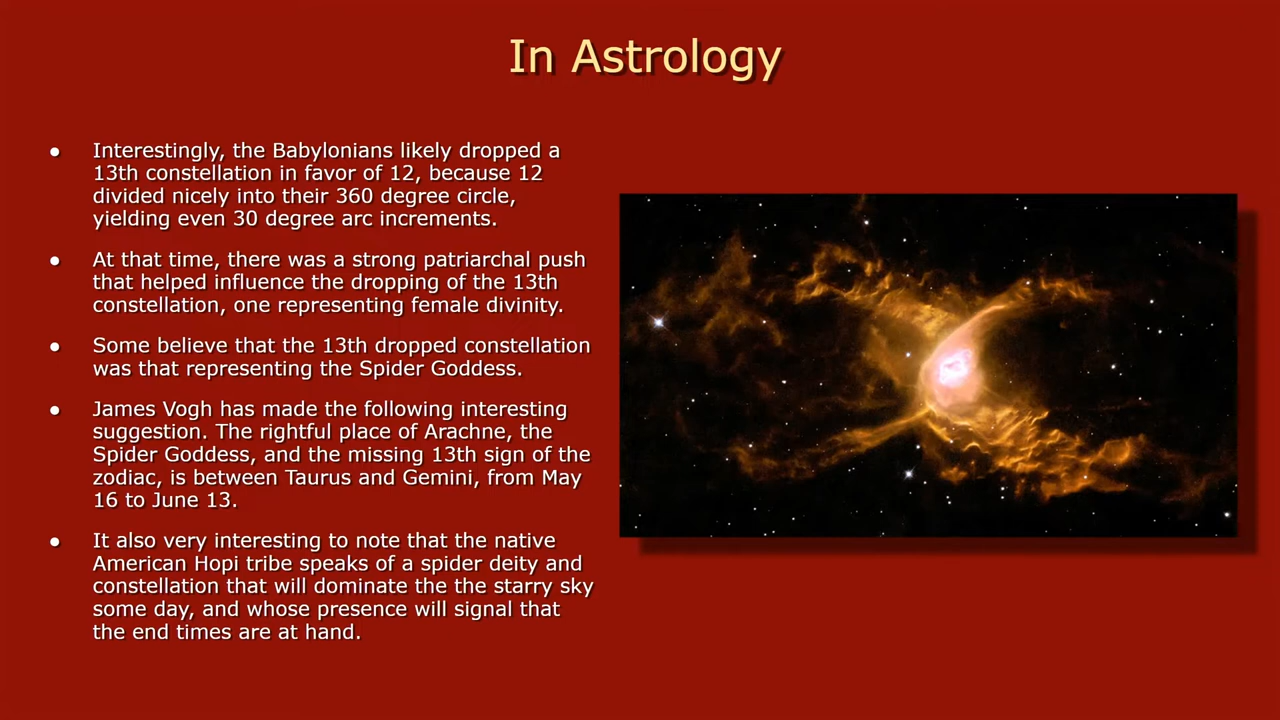 In Astrology
● Interestingly, the Babylonians likely dropped a
13th constellation in favor of 12, because 12
divided nicely into their 360 degree circle,
yielding even 30 degree arc increments.
● At that time, there was a strong patriarchal push
that helped influence the dropping of the 13th
constellation, one representing female divinity.
● Some believe that the 13th dropped constellation
was that representing the Spider Goddess.
● James Vogh has made the following interesting
suggestion. The rightful place of Arachne, the
Spider Goddess, and the missing 13th sign of the
zodiac, is between Taurus and Gemini, from May
16 to June 13.
● It also very interesting to note that the native
American Hopi tribe speaks of a spider deity and
constellation that will dominate the the starry sky
some day, and whose presence will signal that
the end times are at hand.